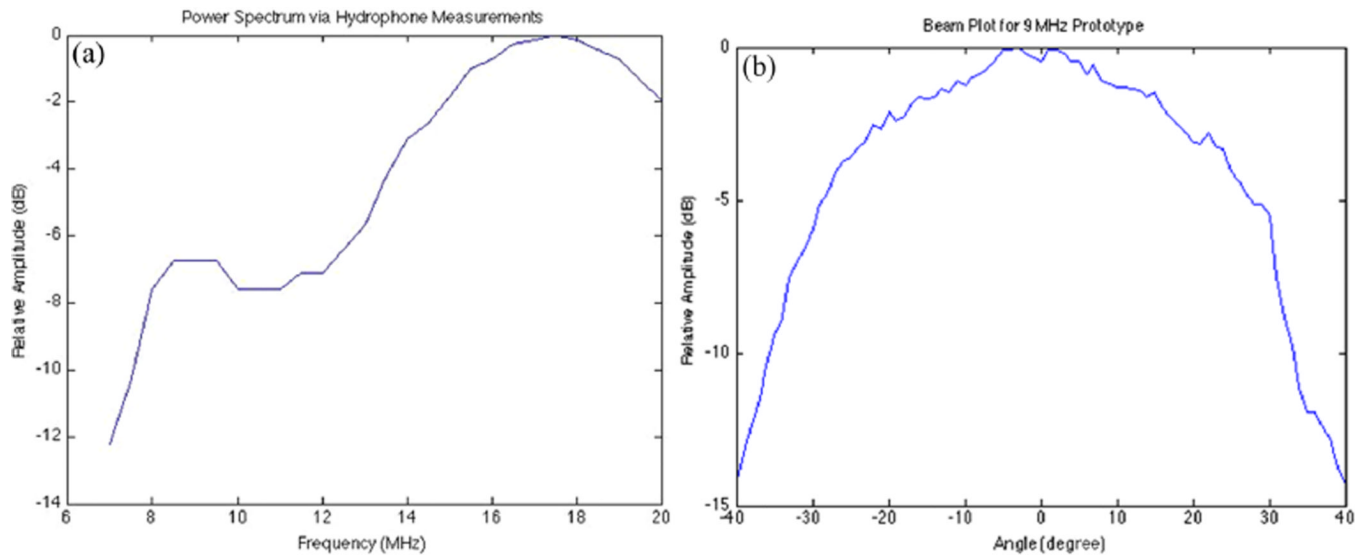 Power Spectrum via Hydrophone Measurements
(a)
Relative Amplitude (dB)
0
-2
-4
-6
-8
-10
-12
-14
6 8 10 12 14 16 18 20
Frequency (MHz)
Beam Plot for 9 MHz Prototype
(b)
Relative Amplitude (dB)
0
-5
-10
-15
-40 -30 -20 -10 0 10 20 30 40
Angle (degree)